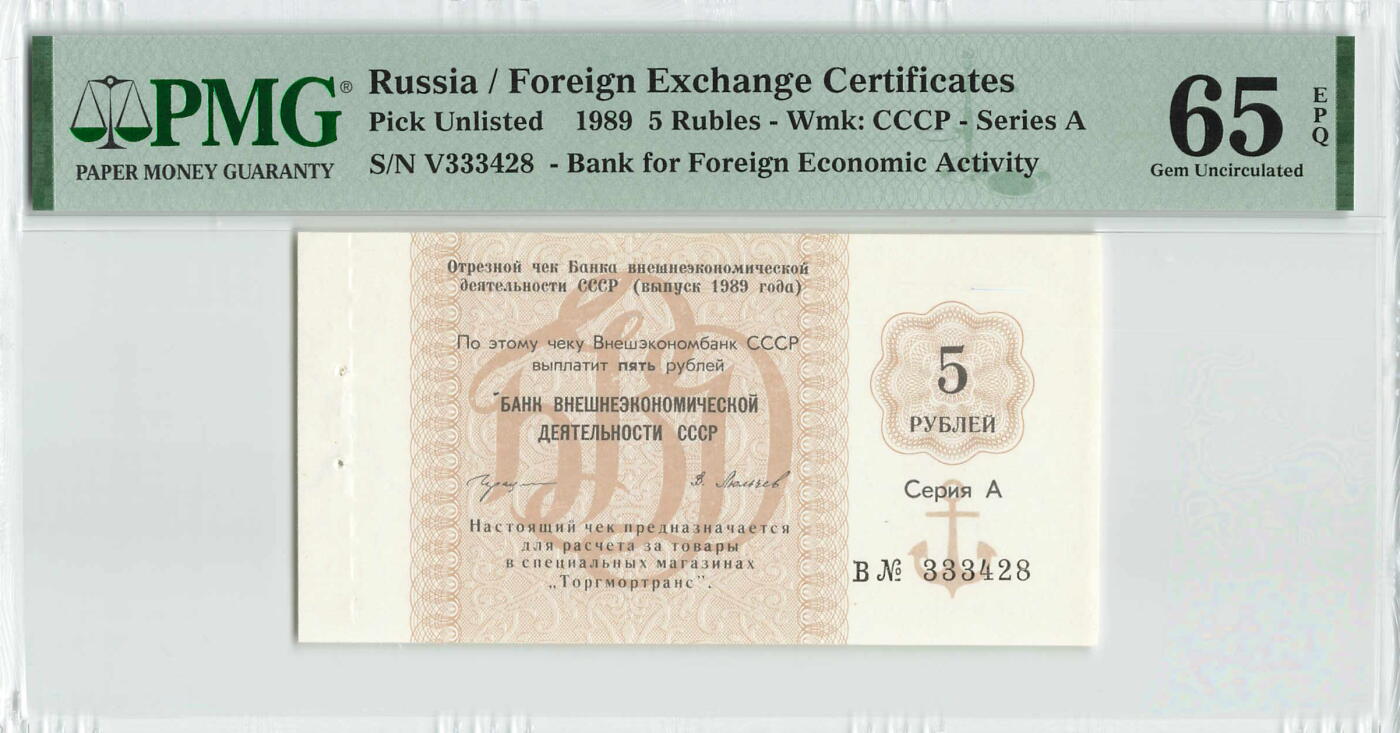 PMG®
PAPER MONEY GUARANTY
Russia / Foreign Exchange Certificates
Pick Unlisted 1989 5 Rubles - Wmk: CCCP - Series A
S/N V333428 - Bank for Foreign Economic Activity
65
EPQ
Gem Uncirculated
Отрезной чек Банка внешнеэкономической
деятельности СССР (выпуск 1989 года)
По этому чеку Внешэкономбанк СССР
выплатит пять рублей
БАНК ВНЕШНЕЭКОНОМИЧЕСКОЙ
ДЕЯТЕЛЬНОСТИ СССР
Настоящий чек предназначается
для расчета за товары
в специальных магазинах
„Торгмортранс".
5
РУБЛЕЙ
Серия А
В № 333428